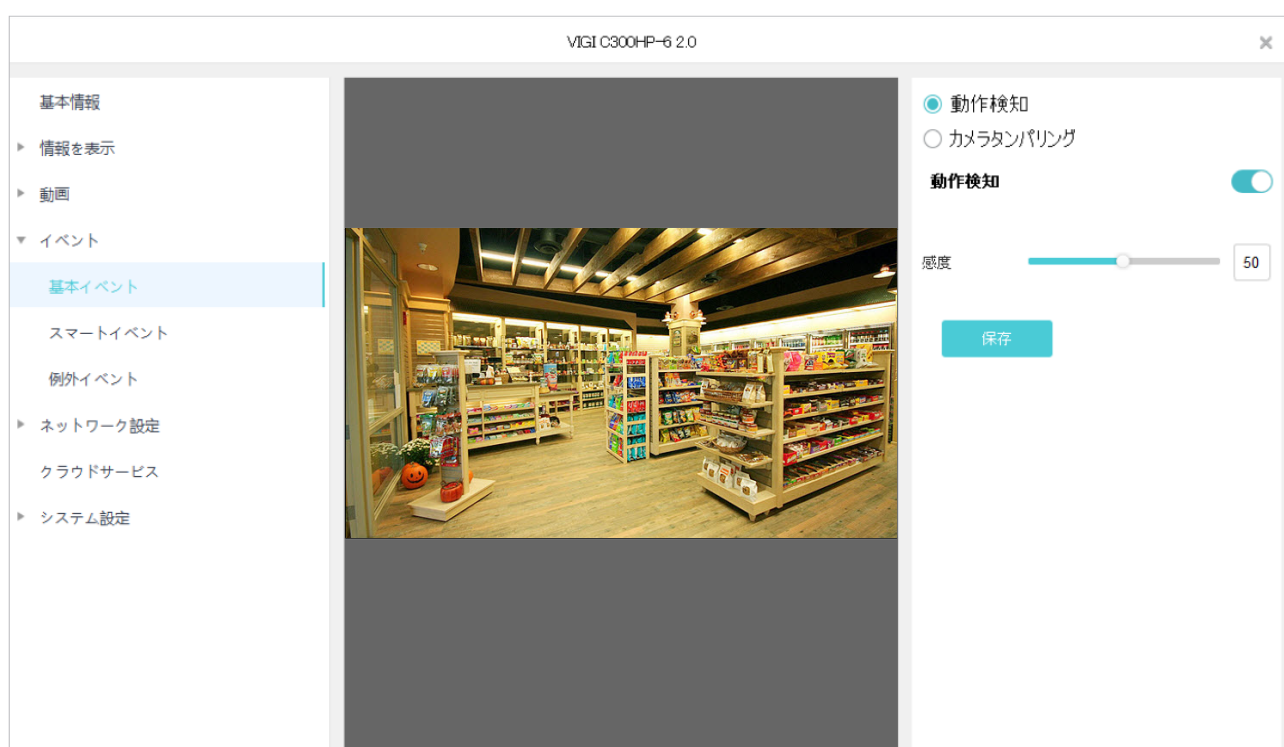 VIGI C300HP-6 2.0
基本情報
情報を表示
動画
イベント
基本イベント
スマートイベント
例外イベント
ネットワーク設定
クラウドサービス
システム設定
動作検知
カメラタンパリング
動作検知
感度
50
保存